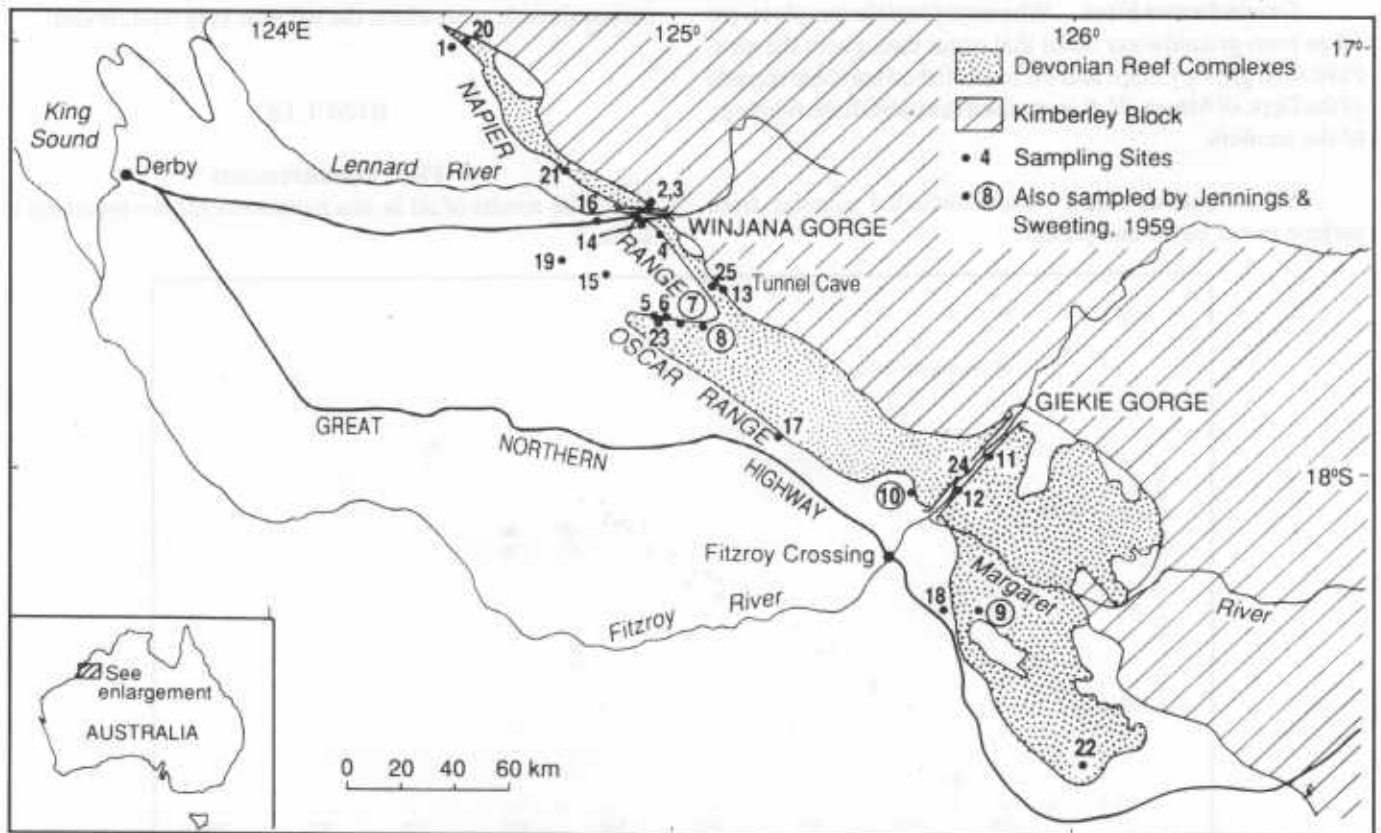 124°E
125°
126°
17°
18°S
Devonian Reef Complexes
Kimberley Block
4 Sampling Sites
8 Also sampled by Jennings &
Sweeting, 1959
King
Sound
Derby
Lennard River
NAPIER
RANGE
1
20
21
2,3
16
WINJANA GORGE
14
4
19
15
25
13
Tunnel Cave
5
6
7
23
8
OSCAR RANGE
17
GIEKIE GORGE
24
11
10
12
GREAT
NORTHERN
HIGHWAY
Fitzroy Crossing
Fitzroy River
Margaret
River
18
9
22
See
enlargement
AUSTRALIA
0 20 40 60 km